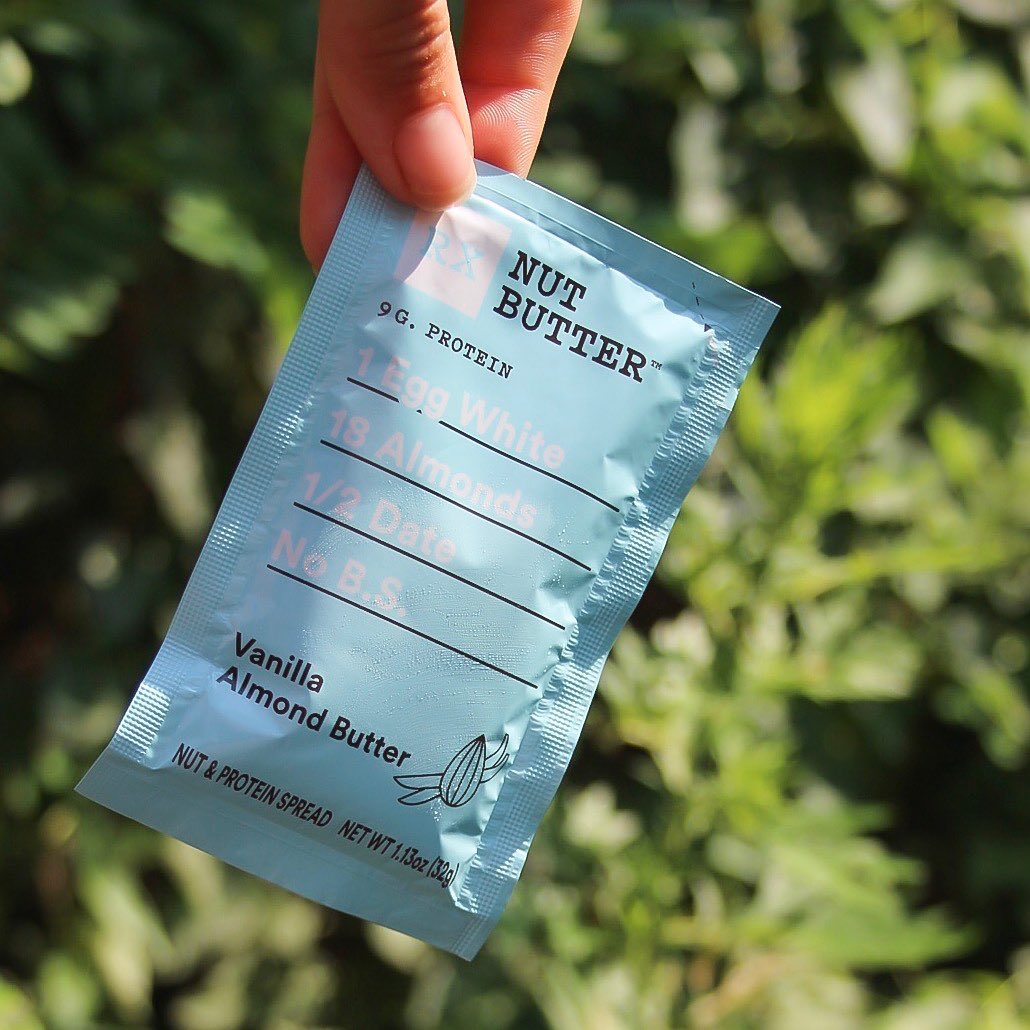 RX
NUT
BUTTER™
9G. PROTEIN
1 Egg White
18 Almonds
1/2 Date
No B.S.
Vanilla
Almond Butter
NUT & PROTEIN SPREAD NET WT 1.13oz (32g)